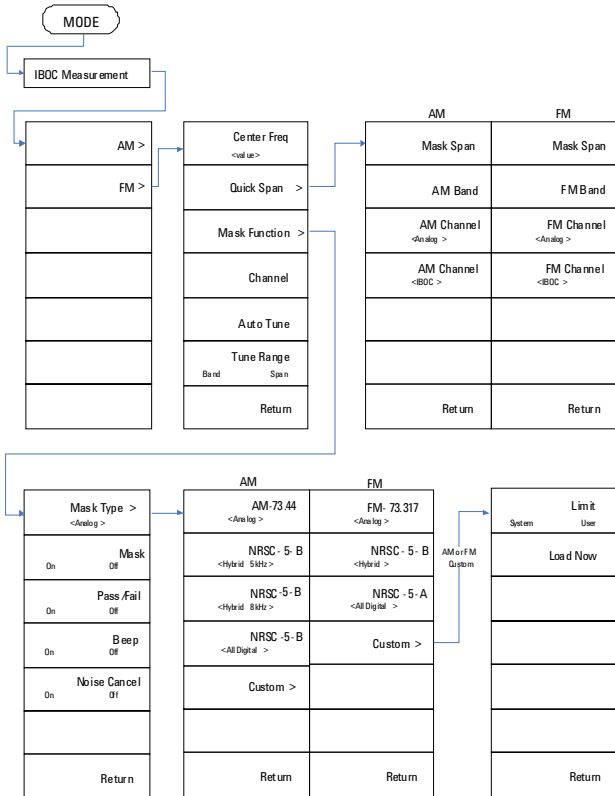 MODE
IBOC Measurement
AM >
FM >
Center Freq
<value>
Quick Span >
Mask Function >
Channel
Auto Tune
Tune Range
Band Span
Return
AM FM
Mask Span Mask Span
AM Band FM Band
AM Channel FM Channel
<Analog > <Analog >
AM Channel FM Channel
<IBOC > <IBOC >
Return Return
Mask Type >
<Analog >
Mask
On Off
Pass /Fail
On Off
Beep
On Off
Noise Cancel
On Off
Return
AM FM
AM-73.44 FM- 73.317
<Analog > <Analog >
NRSC - 5- B NRSC - 5- B
<Hybrid 5kHz > <Hybrid >
NRSC -5- B NRSC - 5-A
<Hybrid 8kHz > <All Digital >
NRSC -5-B Custom >
<All Digital >
Custom >
Return Return
AM or FM
Custom
Limit
System User
Load Now
Return